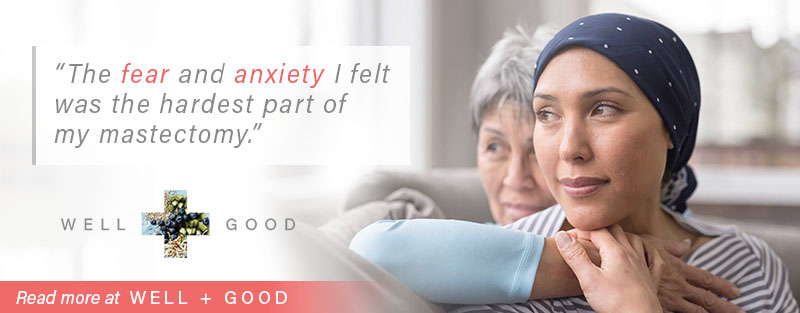 “The fear and anxiety I felt
was the hardest part of
my mastectomy.”
WELL + GOOD
Read more at WELL + GOOD